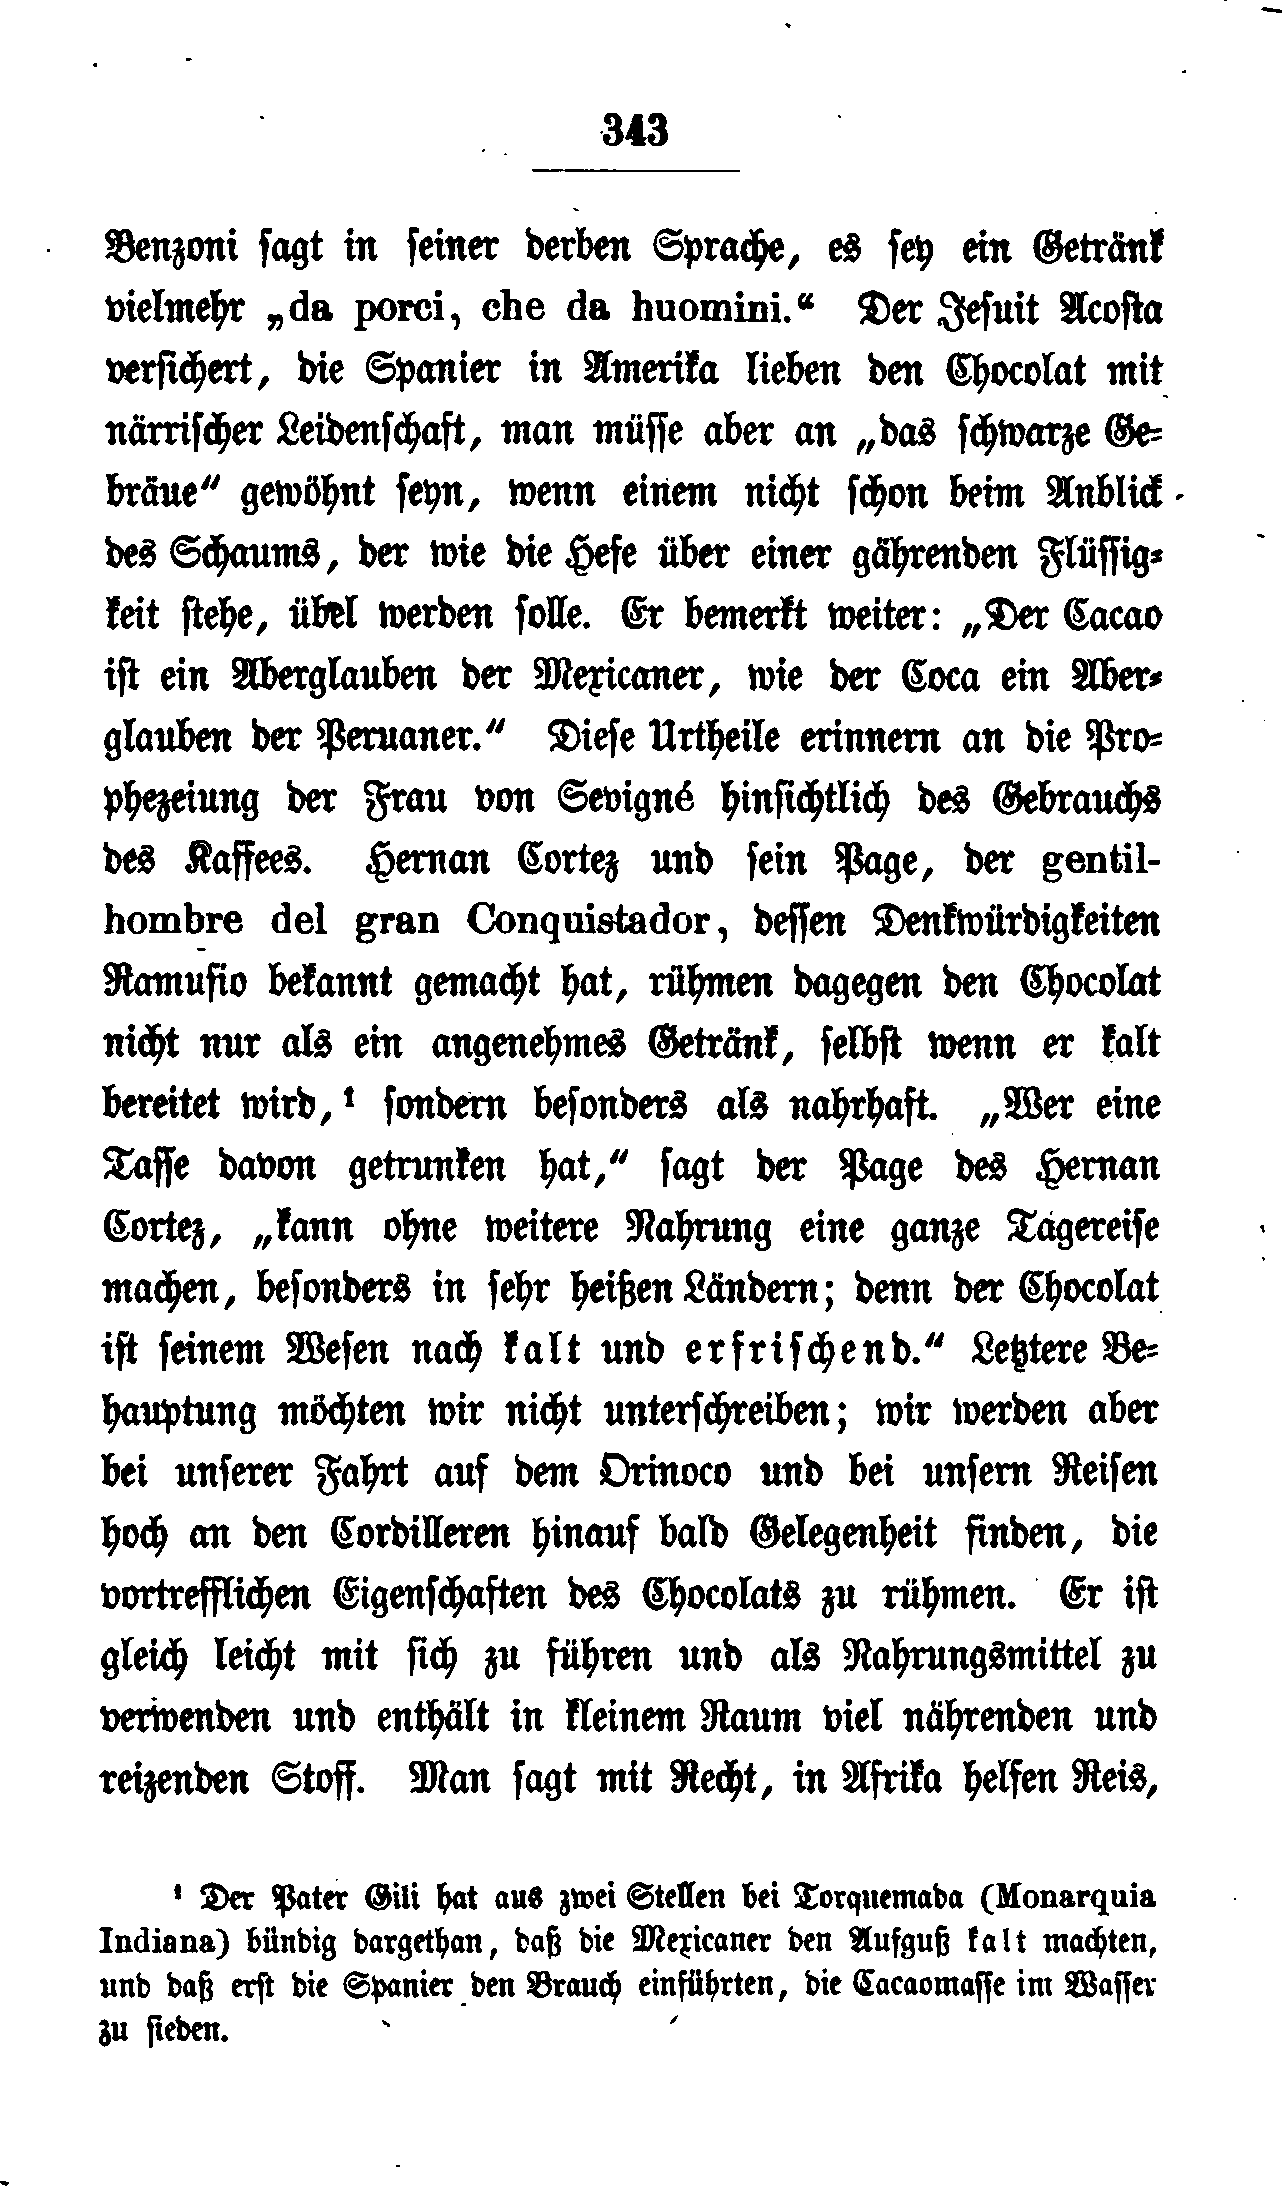 343
Benzoni sagt in seiner derben Sprache, es sey ein Getränk
vielmehr „da porci, che da huomini.“ Der Jesuit Acosta
versichert, die Spanier in Amerika lieben den Chocolat mit
närrischer Leidenschaft, man müsse aber an „das schwarze Ge-
bräue“ gewöhnt seyn, wenn einem nicht schon beim Anblick
des Schaums, der wie die Hefe über einer gährenden Flüssig-
keit stehe, übel werden solle. Er bemerkt weiter: „Der Cacao
ist ein Aberglauben der Mexicaner, wie der Coca ein Aber-
glauben der Peruaner.“ Diese Urtheile erinnern an die Pro-
phezeiung der Frau von Sevigné hinsichtlich des Gebrauchs
des Kaffees. Hernan Cortez und sein Page, der gentil-
hombre del gran Conquistador, dessen Denkwürdigkeiten
Ramusio bekannt gemacht hat, rühmen dagegen den Chocolat
nicht nur als ein angenehmes Getränk, selbst wenn er kalt
bereitet wird,¹ sondern besonders als nahrhaft. „Wer eine
Tasse davon getrunken hat,“ sagt der Page des Hernan
Cortez, „kann ohne weitere Nahrung eine ganze Tagereise
machen, besonders in sehr heißen Ländern; denn der Chocolat
ist seinem Wesen nach kalt und erfrischend.“ Letztere Be-
hauptung möchten wir nicht unterschreiben; wir werden aber
bei unserer Fahrt auf dem Orinoco und bei unsern Reisen
hoch an den Cordilleren hinauf bald Gelegenheit finden, die
vortrefflichen Eigenschaften des Chocolats zu rühmen. Er ist
gleich leicht mit sich zu führen und als Nahrungsmittel zu
verwenden und enthält in kleinem Raum viel nährenden und
reizenden Stoff. Man sagt mit Recht, in Afrika helfen Reis,
¹ Der Pater Gili hat aus zwei Stellen bei Torquemada (Monarquia
Indiana) bündig dargethan, daß die Mexicaner den Aufguß kalt machten,
und daß erst die Spanier den Brauch einführten, die Cacaomasse im Wasser
zu sieden.